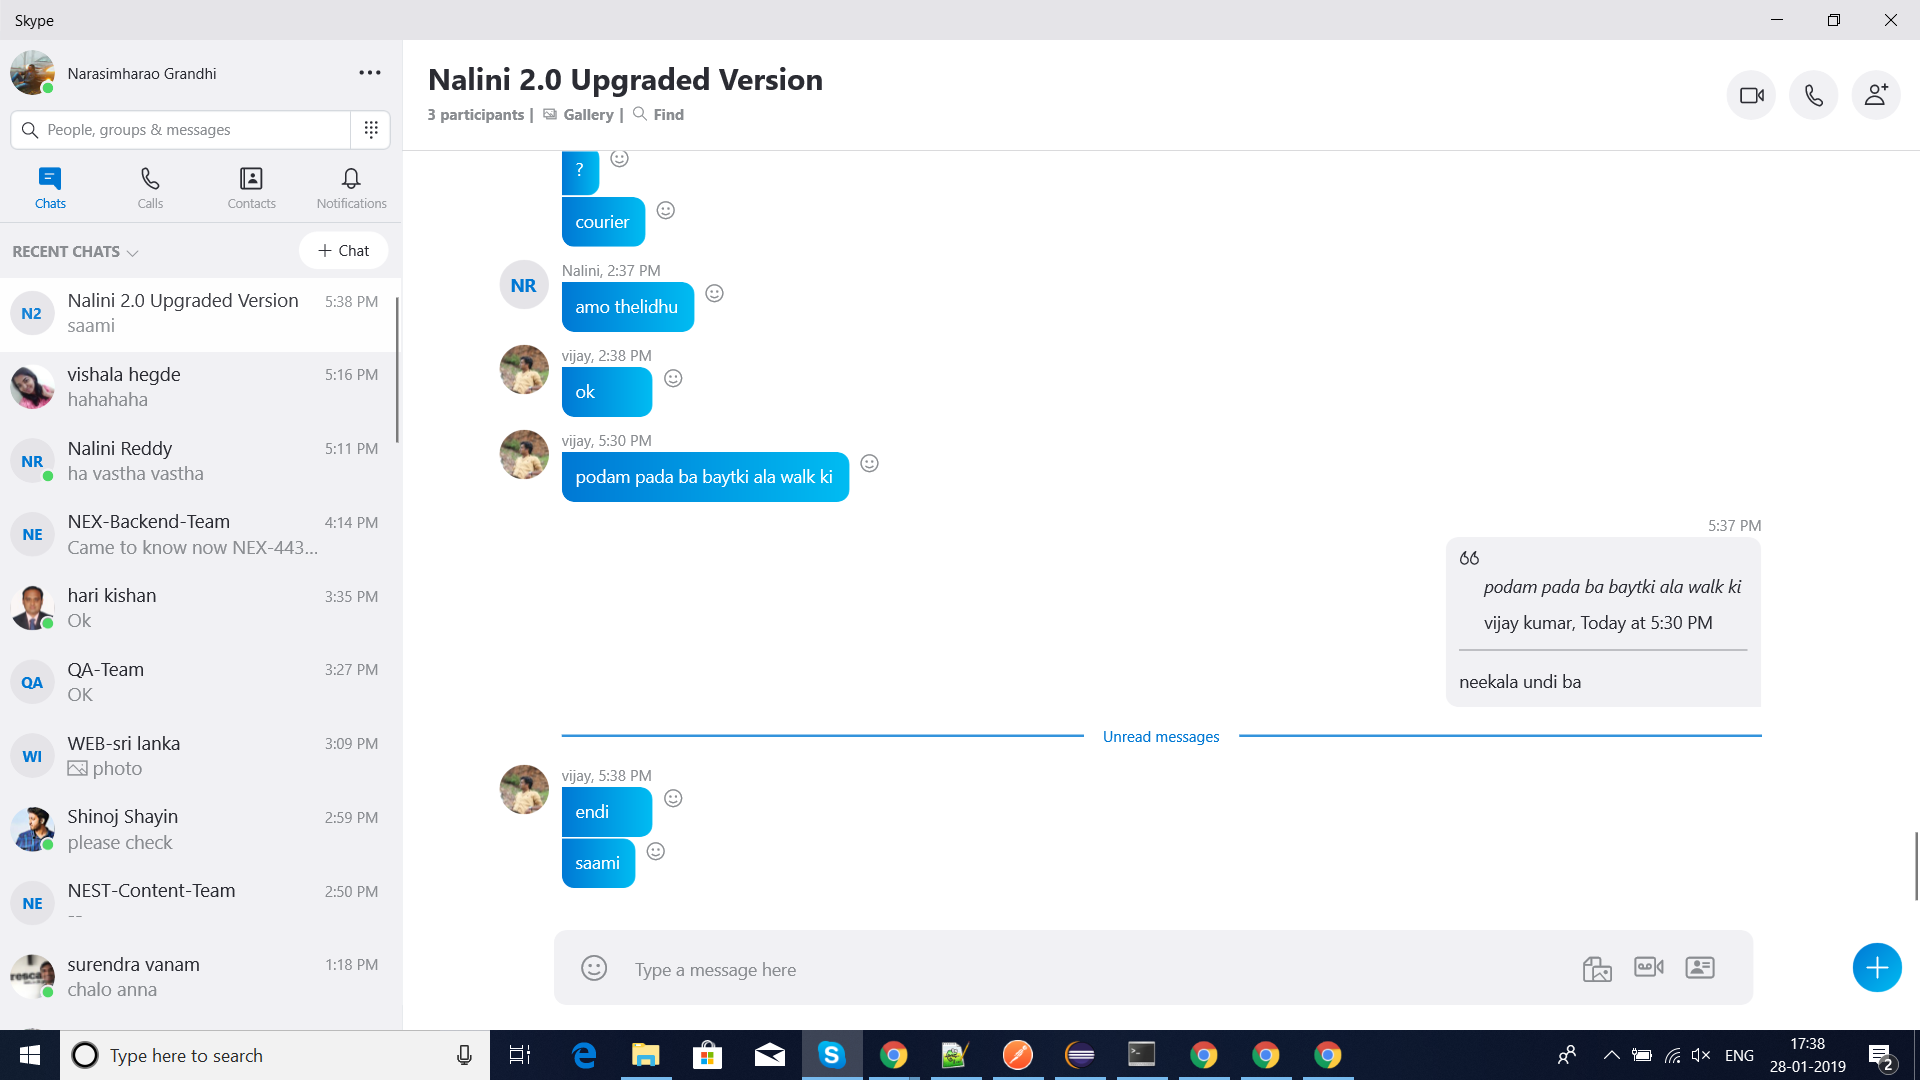 Skype
Narasimharao Grandhi
People, groups & messages
Chats
Calls
Contacts
Notifications
RECENT CHATS
+ Chat
N2
Nalini 2.0 Upgraded Version
5:38 PM
saami
vishala hegde
5:16 PM
hahahaha
NR
Nalini Reddy
5:11 PM
ha vastha vastha
NE
NEX-Backend-Team
4:14 PM
Came to know now NEX-443...
hari kishan
3:35 PM
Ok
QA
QA-Team
3:27 PM
OK
WI
WEB-sri lanka
3:09 PM
photo
Shinoj Shayin
2:59 PM
please check
NE
NEST-Content-Team
2:50 PM
--
surendra vanam
1:18 PM
chalo anna
Nalini 2.0 Upgraded Version
3 participants | Gallery | Find
?
courier
NR
Nalini, 2:37 PM
amo thelidhu
vijay, 2:38 PM
ok
vijay, 5:30 PM
podam pada ba baytki ala walk ki
5:37 PM
podam pada ba baytki ala walk ki
vijay kumar, Today at 5:30 PM
neekala undi ba
Unread messages
vijay, 5:38 PM
endi
saami
Type a message here
Type here to search
ENG
17:38
28-01-2019
2